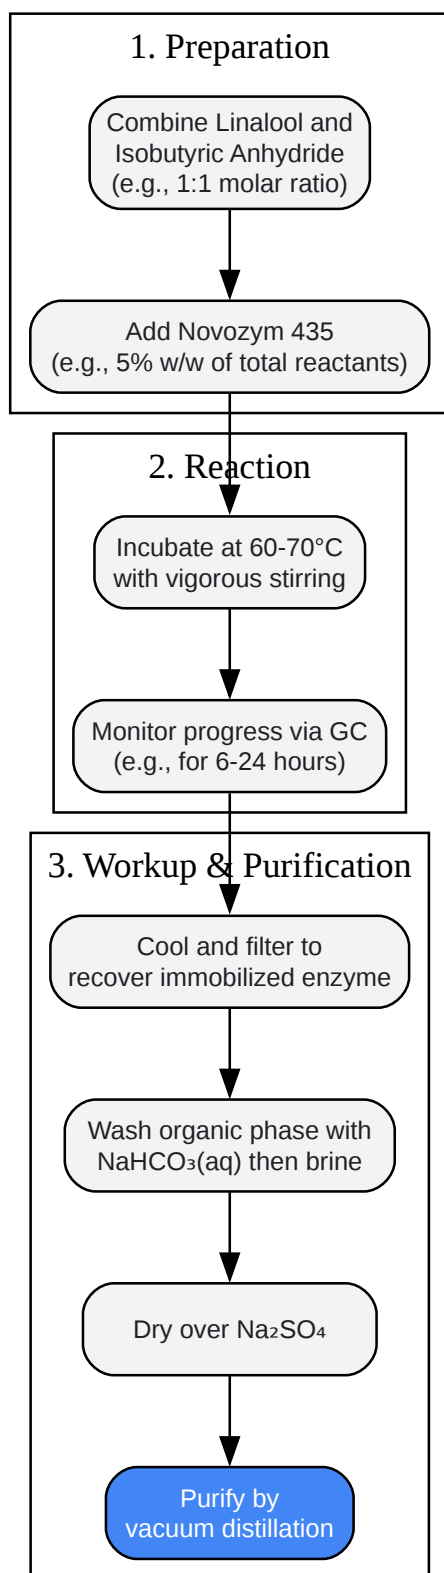 1. Preparation
Combine Linalool and
Isobutyric Anhydride
(e.g., 1:1 molar ratio)
Add Novozym 435
(e.g., 5% w/w of total reactants)
2. Reaction
Incubate at 60-70°C
with vigorous stirring
Monitor progress via GC
(e.g., for 6-24 hours)
3. Workup & Purification
Cool and filter to
recover immobilized enzyme
Wash organic phase with
NaHCO₃(aq) then brine
Dry over Na₂SO₄
Purify by
vacuum distillation